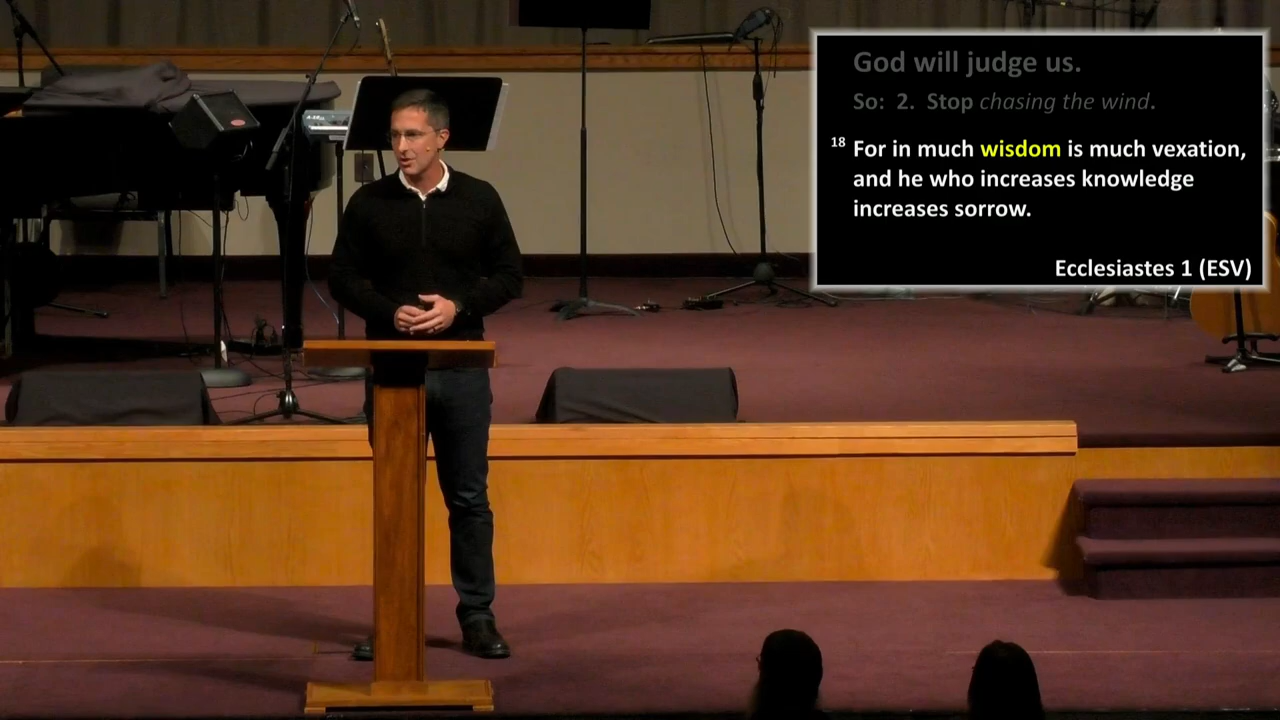 God will judge us.
So: 2. Stop chasing the wind.
18 For in much wisdom is much vexation,
and he who increases knowledge
increases sorrow.
Ecclesiastes 1 (ESV)